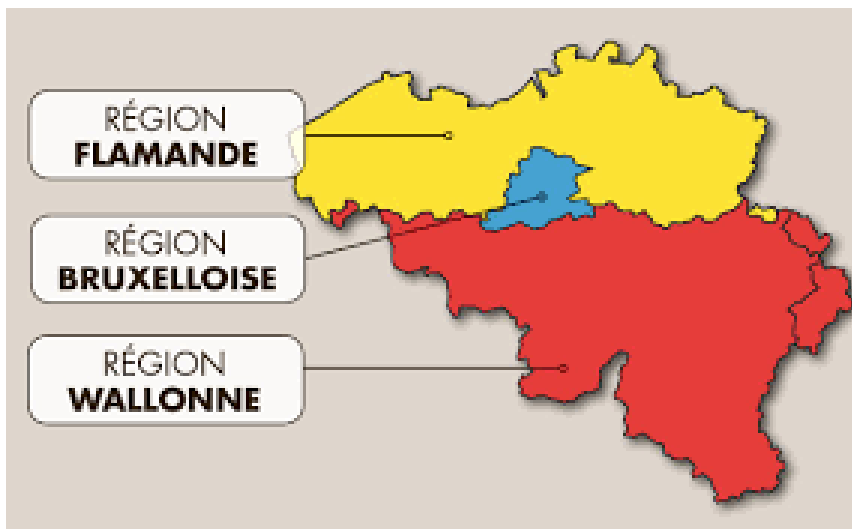 RÉGION
FLAMANDE
RÉGION
BRUXELLOISE
RÉGION
WALLONNE